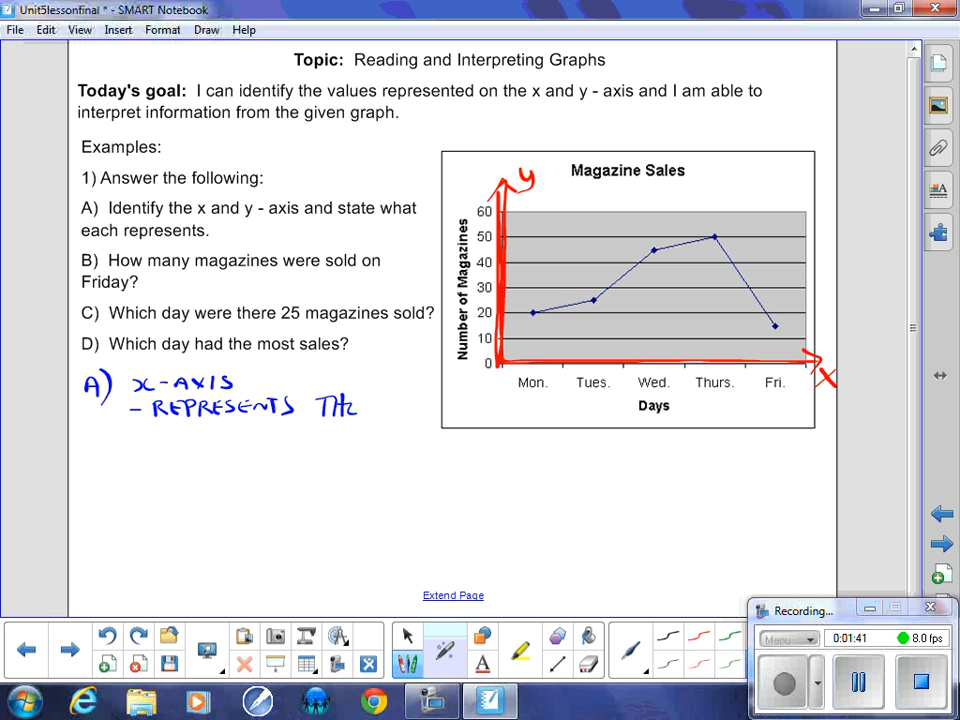 Unit5lessonfinal * - SMART Notebook
File Edit View Insert Format Draw Help
Topic: Reading and Interpreting Graphs
Today's goal: I can identify the values represented on the x and y - axis and I am able to
interpret information from the given graph.
Examples:
1) Answer the following:
A) Identify the x and y - axis and state what
each represents.
B) How many magazines were sold on
Friday?
C) Which day were there 25 magazines sold?
D) Which day had the most sales?
A) x-AXIS
- REPRESENTS THE
Magazine Sales
y
Number of Magazines
60
50
40
30
20
10
0
x
Mon. Tues. Wed. Thurs. Fri.
Days
Extend Page
Recording...
Menu
0:01:41
8.0 fps